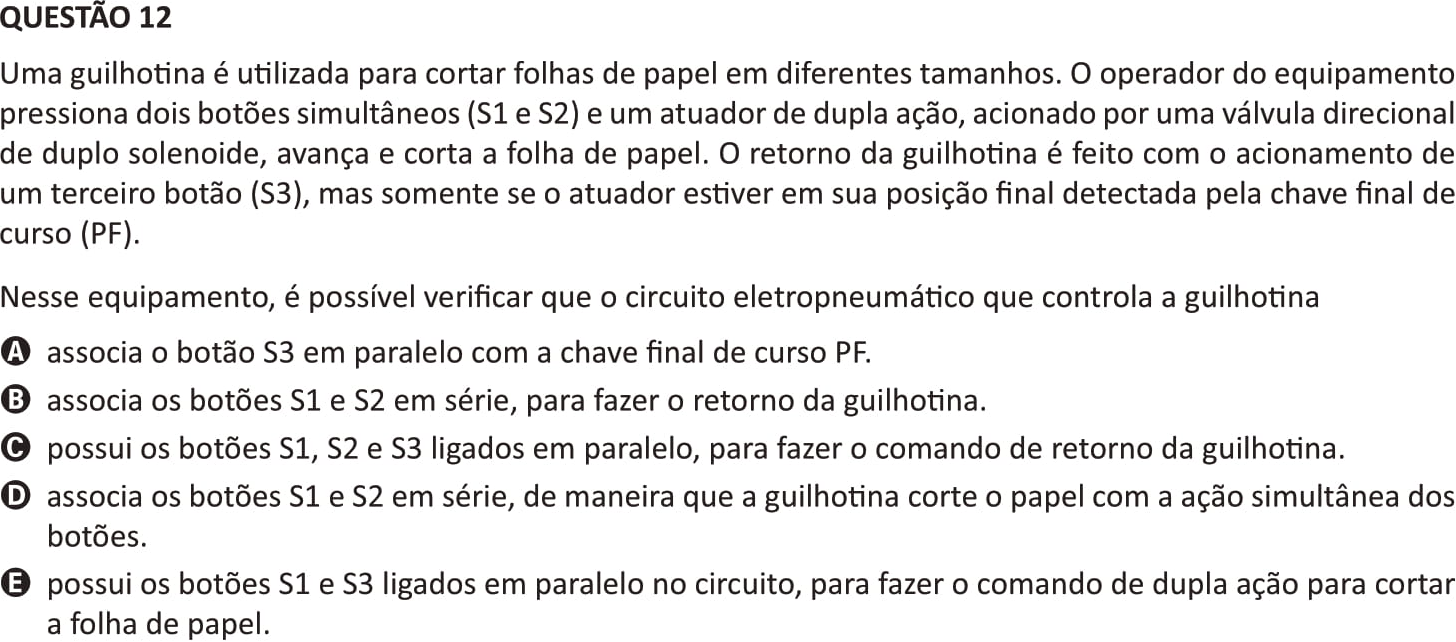 QUESTÃO 12
Uma guilhotina é utilizada para cortar folhas de papel em diferentes tamanhos. O operador do equipamento
pressiona dois botões simultâneos (S1 e S2) e um atuador de dupla ação, acionado por uma válvula direcional
de duplo solenoide, avança e corta a folha de papel. O retorno da guilhotina é feito com o acionamento de
um terceiro botão (S3), mas somente se o atuador estiver em sua posição final detectada pela chave final de
curso (PF).
Nesse equipamento, é possível verificar que o circuito eletropneumático que controla a guilhotina
A associa o botão S3 em paralelo com a chave final de curso PF.
B associa os botões S1 e S2 em série, para fazer o retorno da guilhotina.
C possui os botões S1, S2 e S3 ligados em paralelo, para fazer o comando de retorno da guilhotina.
D associa os botões S1 e S2 em série, de maneira que a guilhotina corte o papel com a ação simultânea dos
botões.
E possui os botões S1 e S3 ligados em paralelo no circuito, para fazer o comando de dupla ação para cortar
a folha de papel.